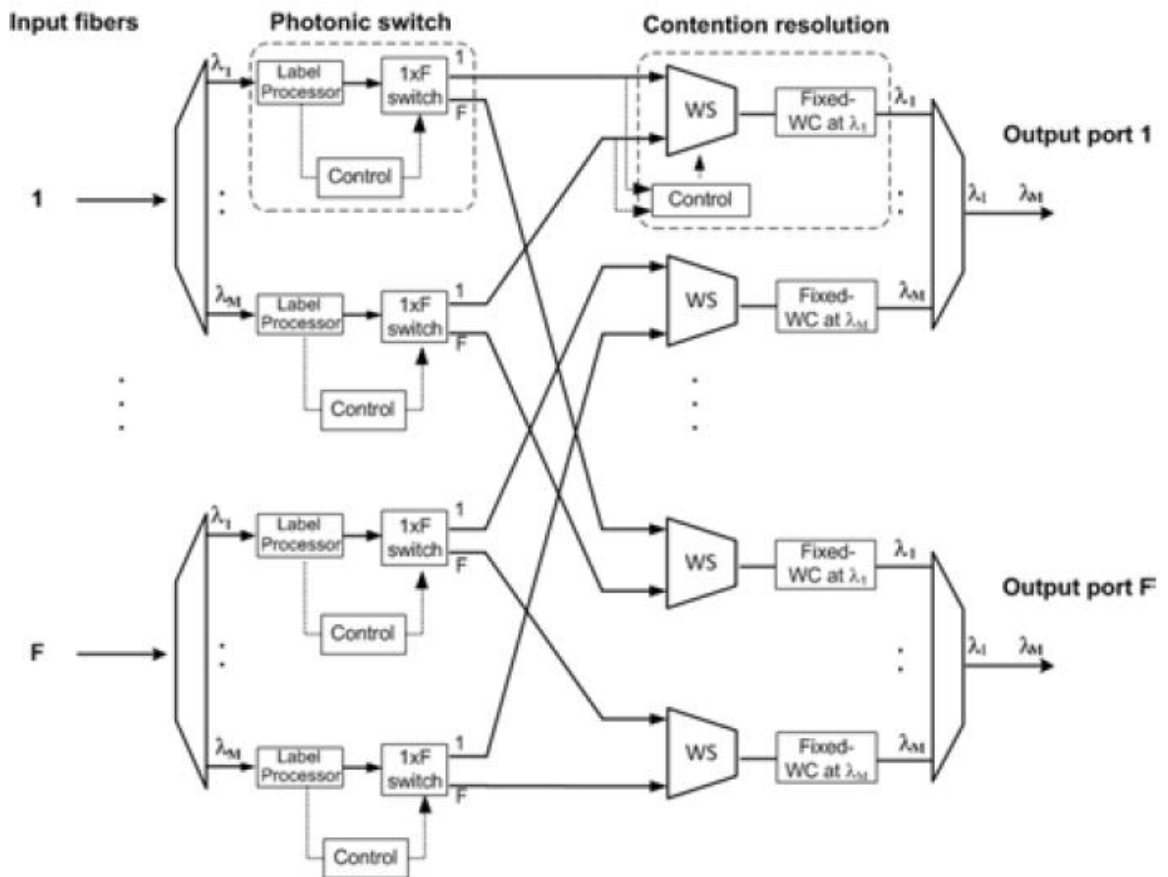 Input fibers
Photonic switch
Contention resolution
λ1
Label
Processor
1xF
switch
1
F
Control
WS
Fixed-
WC at λ1
Control
λ1
Output port 1
1
λ1 λM
λM
Label
Processor
1xF
switch
1
F
Control
WS
Fixed-
WC at λM
λM
λ1
Label
Processor
1xF
switch
1
F
Control
WS
Fixed-
WC at λ1
λ1
Output port F
F
λ1 λM
λM
Label
Processor
1xF
switch
1
F
Control
WS
Fixed-
WC at λM
λM